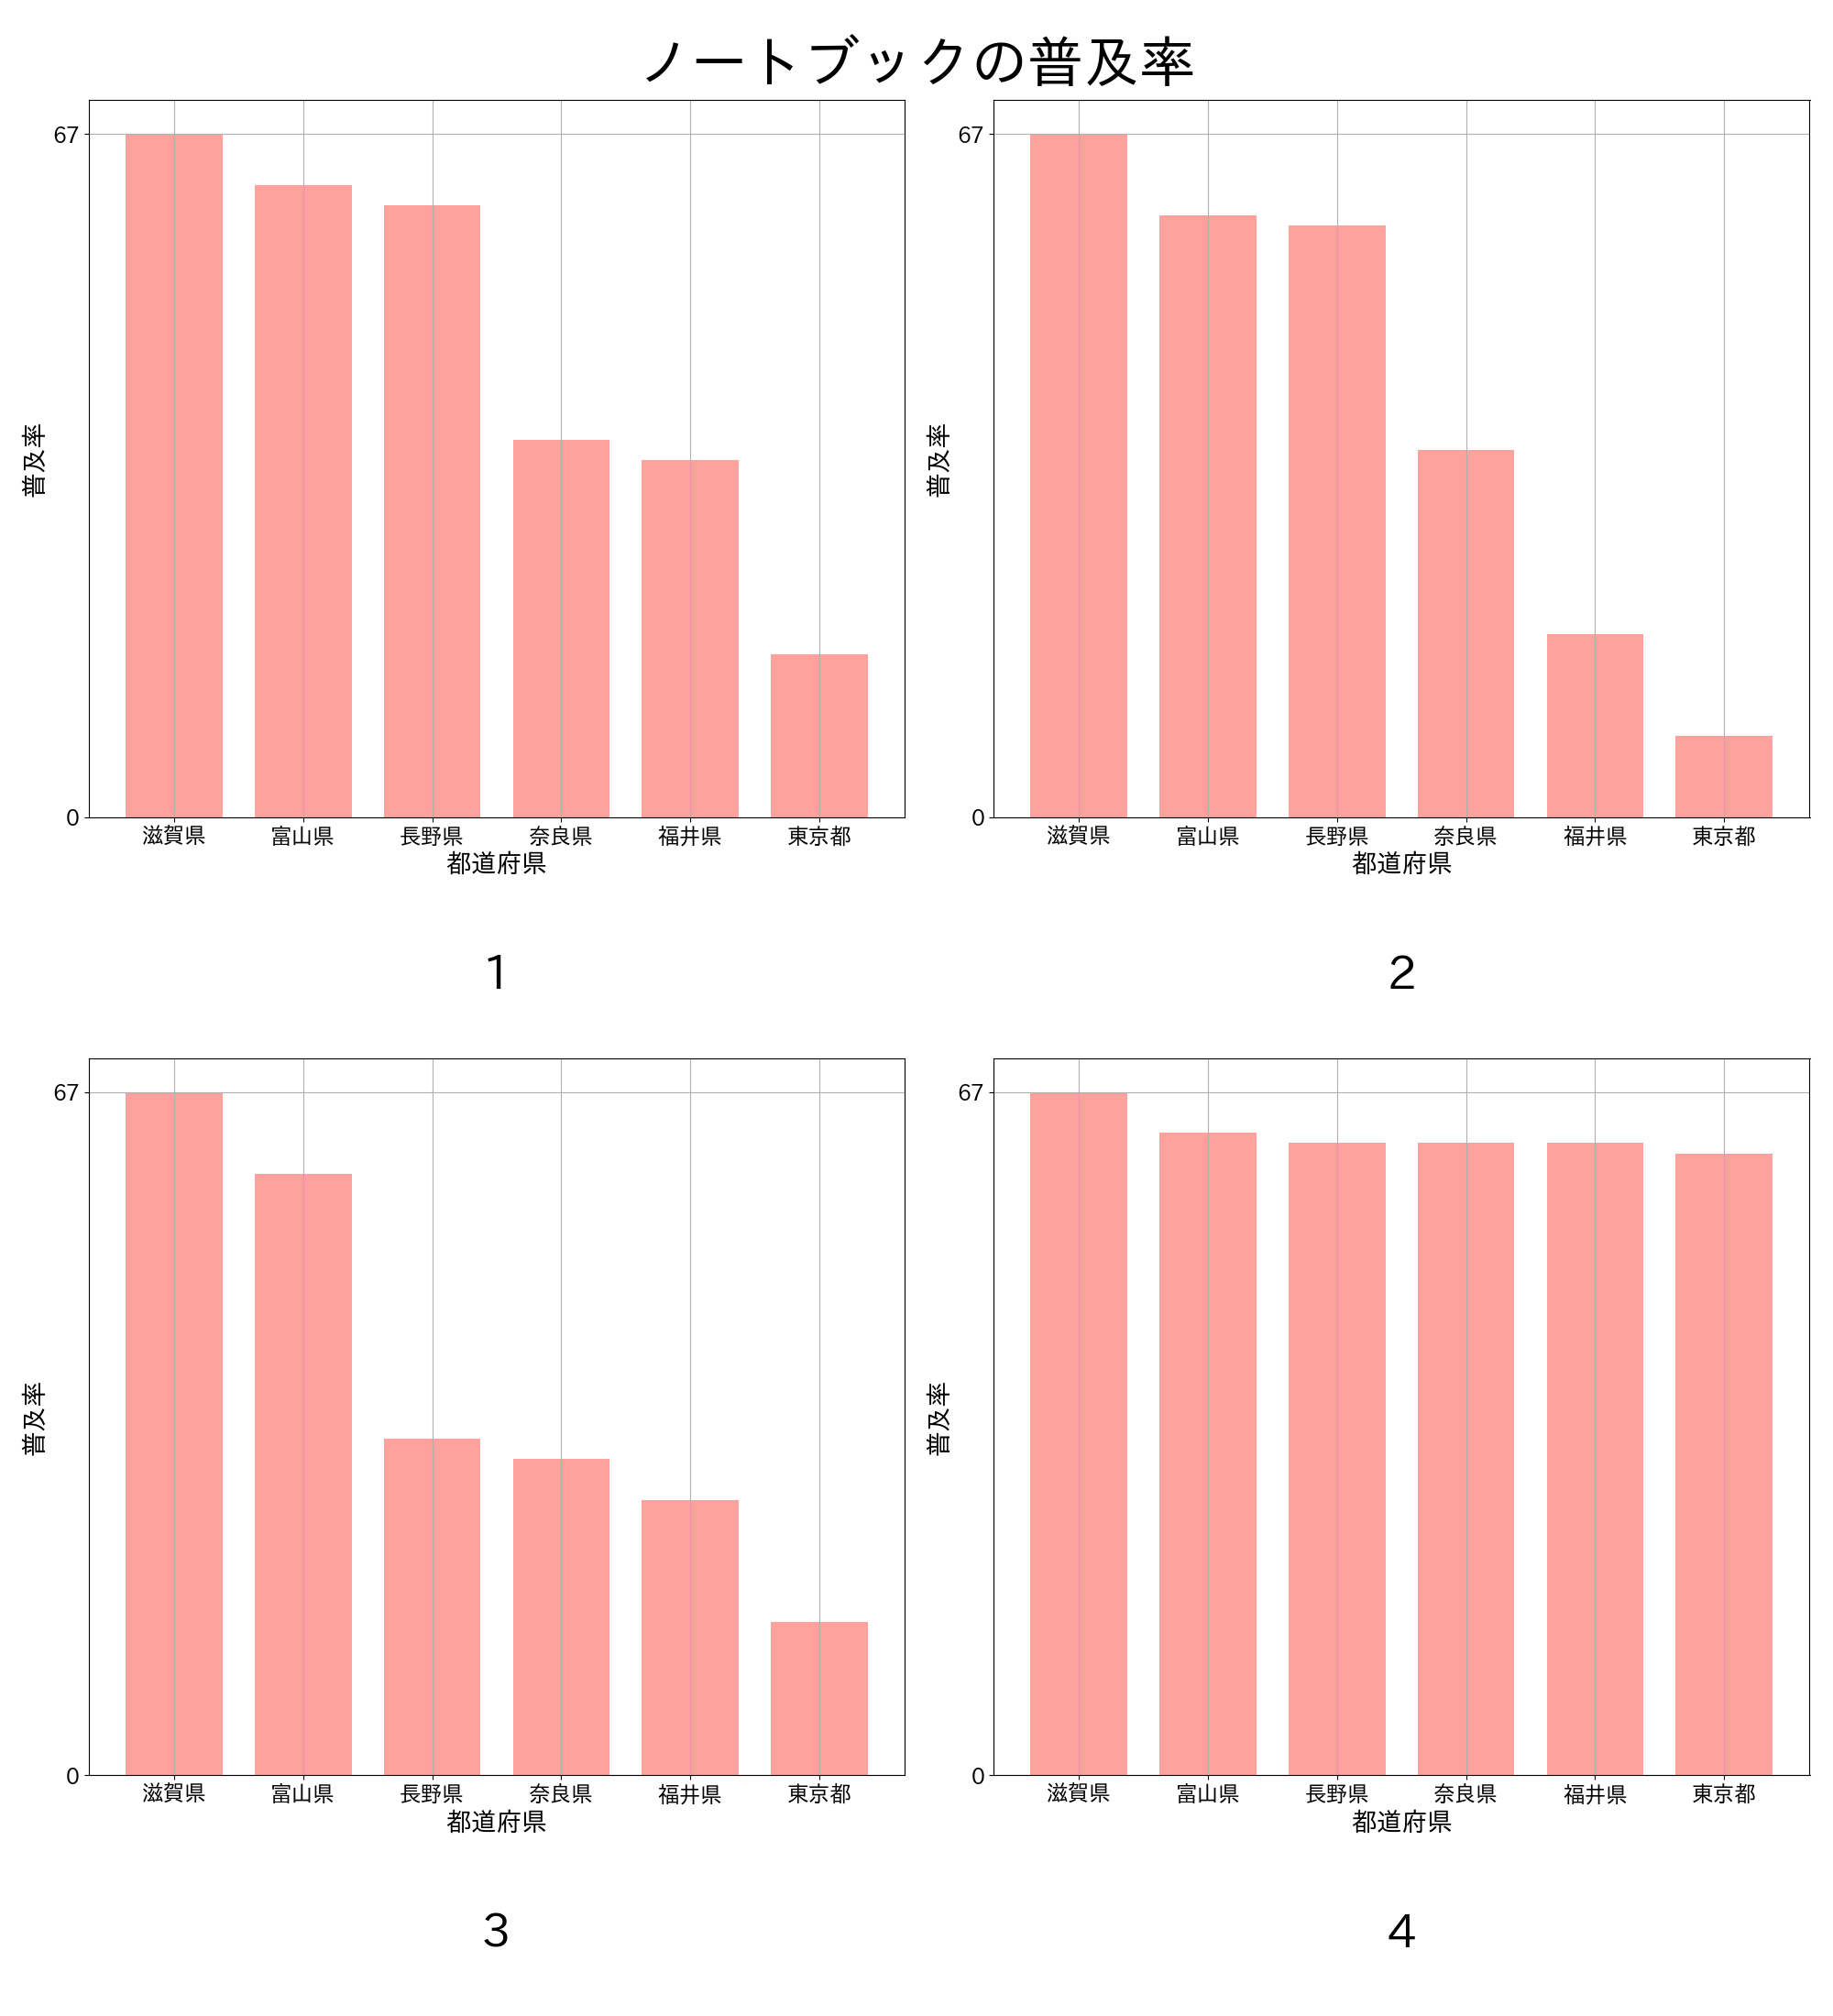 ノートブックの普及率
67
0
普及率
滋賀県 富山県 長野県 奈良県 福井県 東京都
都道府県
1
67
0
普及率
滋賀県 富山県 長野県 奈良県 福井県 東京都
都道府県
2
67
0
普及率
滋賀県 富山県 長野県 奈良県 福井県 東京都
都道府県
3
67
0
普及率
滋賀県 富山県 長野県 奈良県 福井県 東京都
都道府県
4